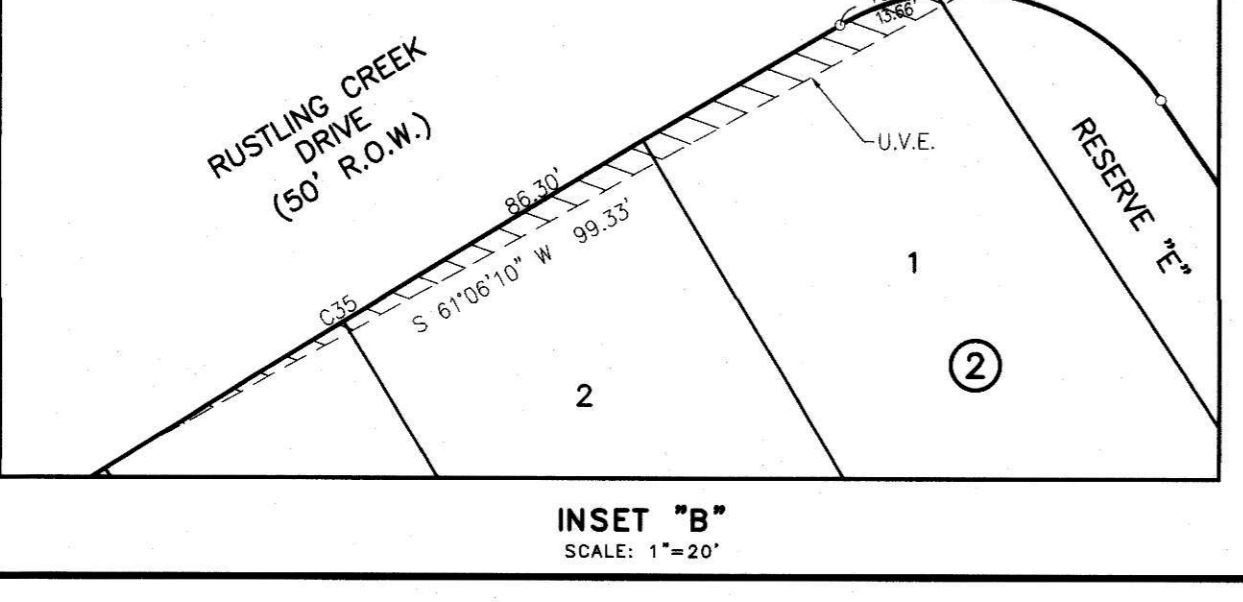 13.66'
RUSTLING CREEK
DRIVE
(50' R.O.W.)
U.V.E.
RESERVE "E"
86.30'
S 61°06'10" W 99.33'
1
C35
2
2
INSET "B"
SCALE: 1"=20'